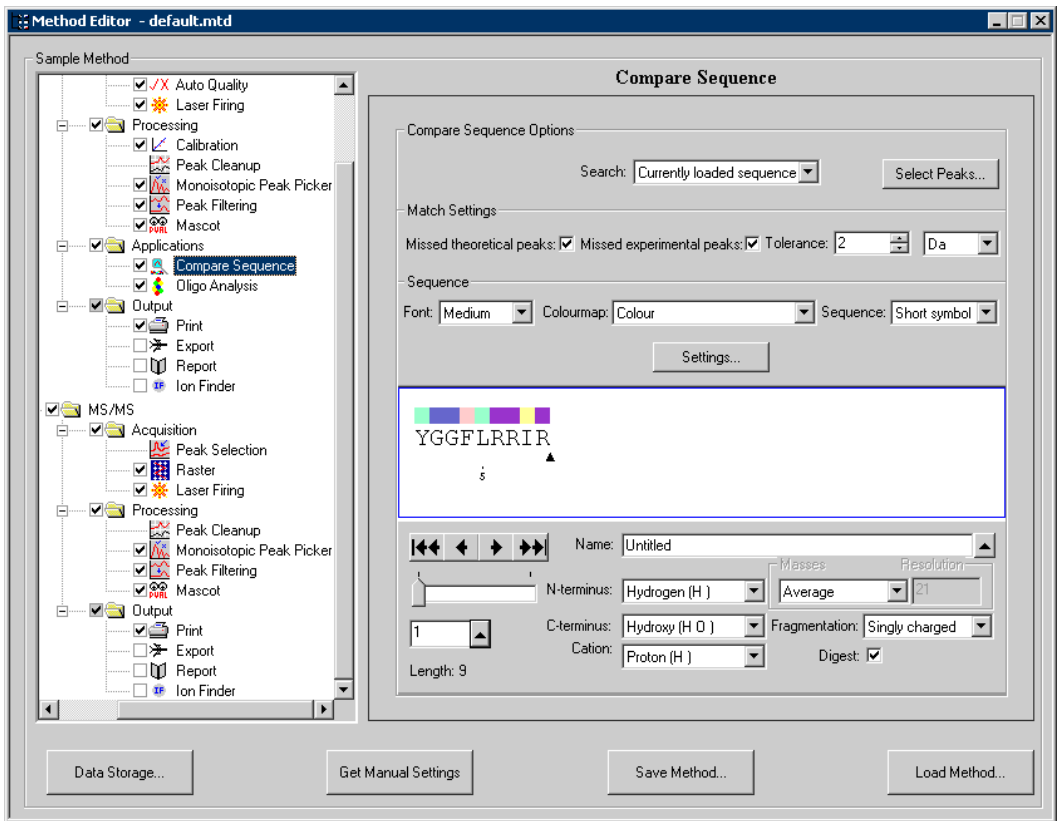 Method Editor - default.mtd
Sample Method
Auto Quality
Laser Firing
Processing
Calibration
Peak Cleanup
Monoisotopic Peak Picker
Peak Filtering
PVAL
Mascot
Applications
Compare Sequence
Oligo Analysis
Output
Print
Export
Report
IF Ion Finder
MS/MS
Acquisition
Peak Selection
Raster
Laser Firing
Processing
Peak Cleanup
Monoisotopic Peak Picker
Peak Filtering
PVAL
Mascot
Output
Print
Export
Report
IF Ion Finder
Compare Sequence
Compare Sequence Options
Search: Currently loaded sequence
Select Peaks...
Match Settings
Missed theoretical peaks: Missed experimental peaks: Tolerance: 2 Da
Sequence
Font: Medium Colourmap: Colour Sequence: Short symbol
Settings...
YGGFLRRIR
5
Name: Untitled
Masses Resolution
N-terminus: Hydrogen (H ) Average 21
C-terminus: Hydroxy (H O ) Fragmentation: Singly charged
1
Cation: Proton (H ) Digest:
Length: 9
Data Storage... Get Manual Settings Save Method... Load Method...